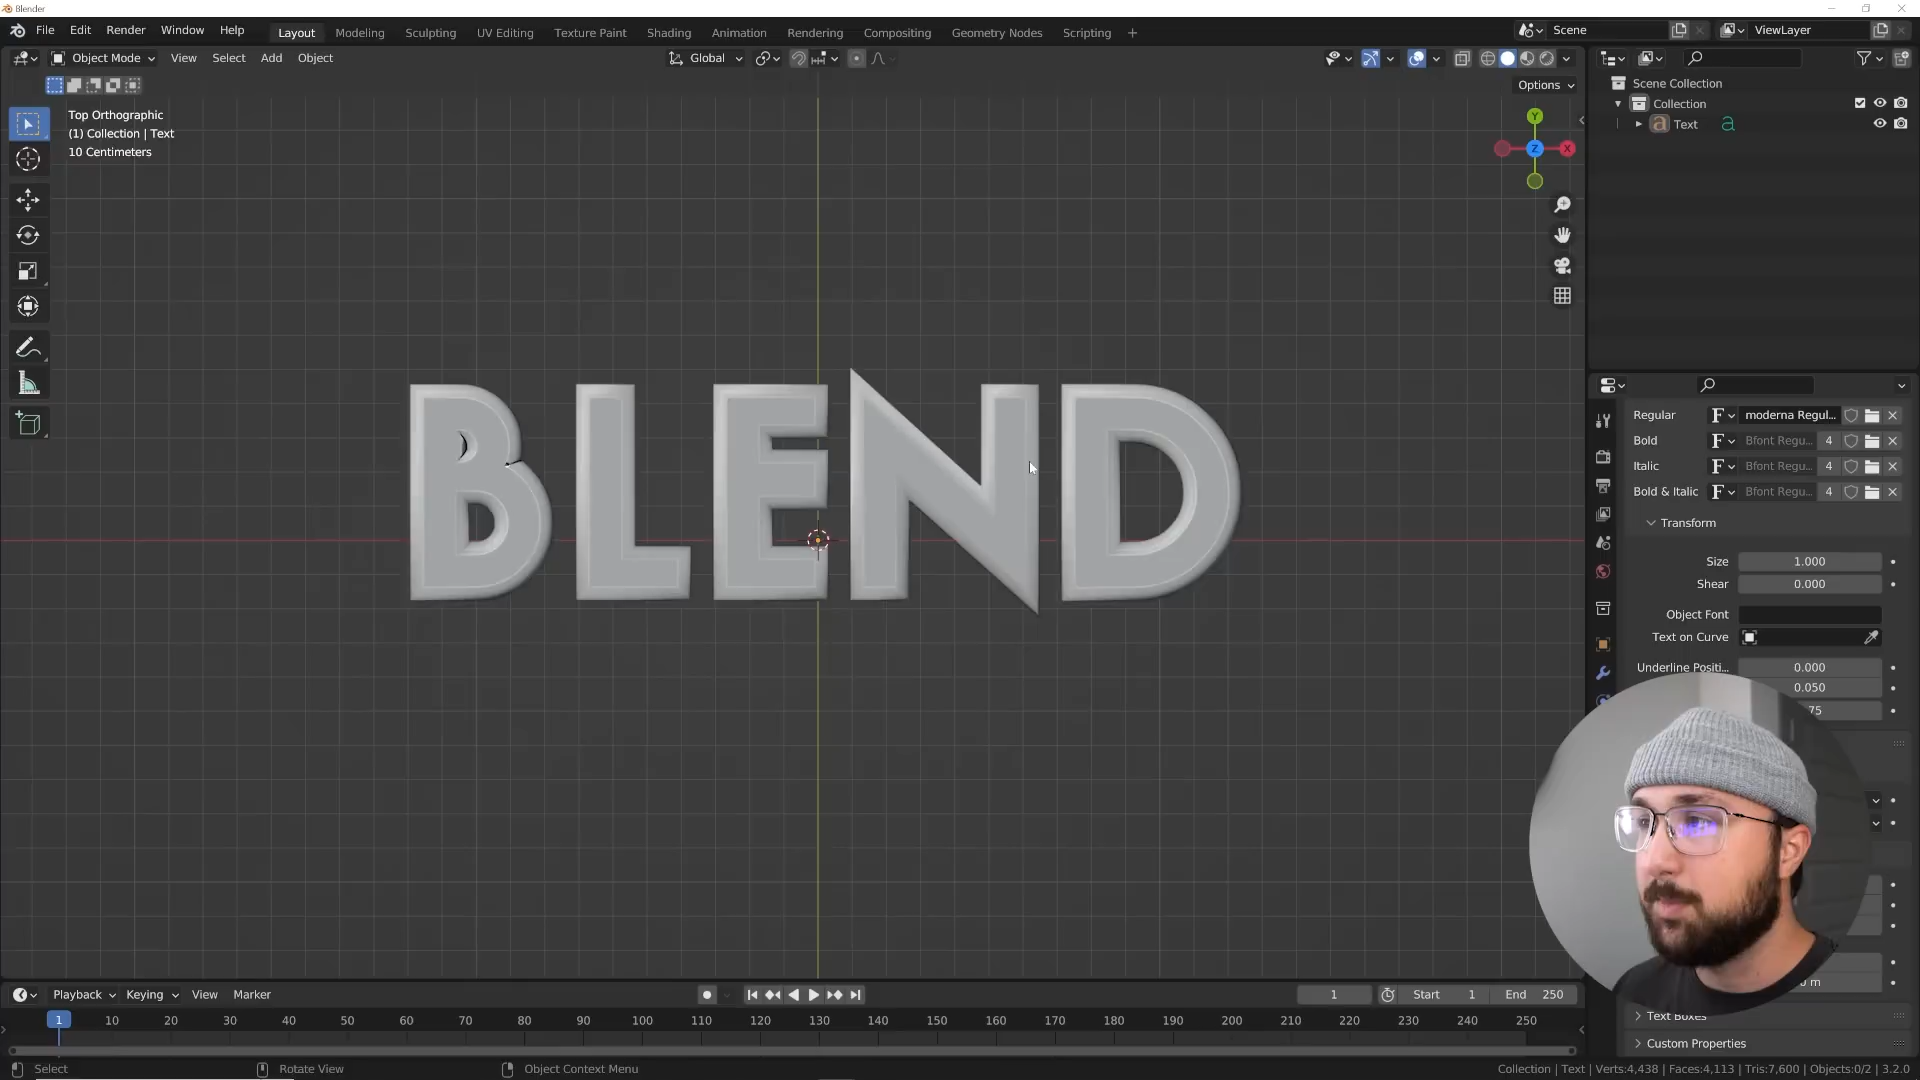 Blender
File Edit Render Window Help Layout Modeling Sculpting UV Editing Texture Paint Shading Animation Rendering Compositing Geometry Nodes Scripting + Scene ViewLayer
Object Mode View Select Add Object Global
Options
Top Orthographic
(1) Collection | Text
10 Centimeters
Y
Z X
Scene Collection
Collection
Text
BLEND
Regular moderna Regul...
Bold Bfont Regu... 4
Italic Bfont Regu... 4
Bold & Italic Bfont Regu... 4
Transform
Size 1.000
Shear 0.000
Object Font
Text on Curve
Underline Positi... 0.000
0.050
75
m
Text Boxes
Custom Properties
Playback Keying View Marker 1 Start 1 End 250
1 10 20 30 40 50 60 70 80 90 100 110 120 130 140 150 160 170 180 190 200 210 220 230 240 250
Select Rotate View Object Context Menu Collection | Text | Verts:4,438 | Faces:4,113 | Tris:7,600 | Objects:0/2 | 3.2.0